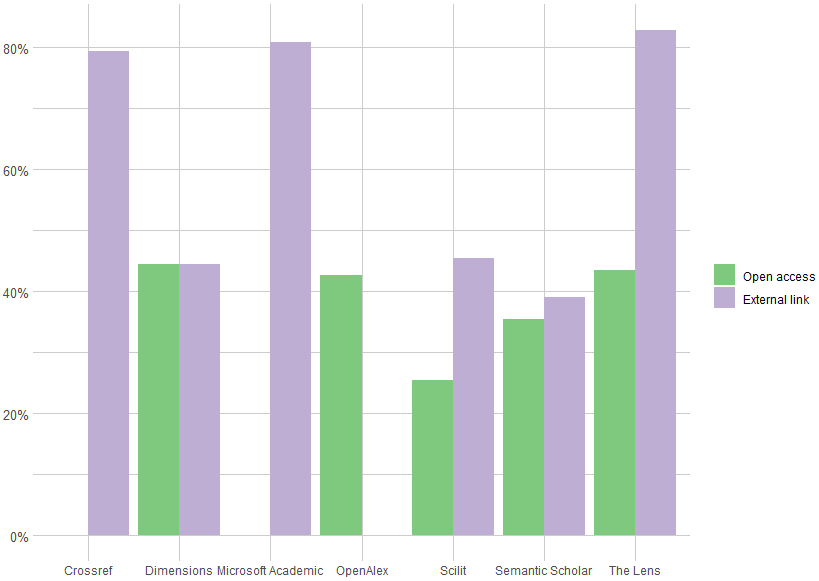 80%
60%
40%
20%
0%
Crossref
Dimensions
Microsoft Academic
OpenAlex
Scilit
Semantic Scholar
The Lens
Open access
External link